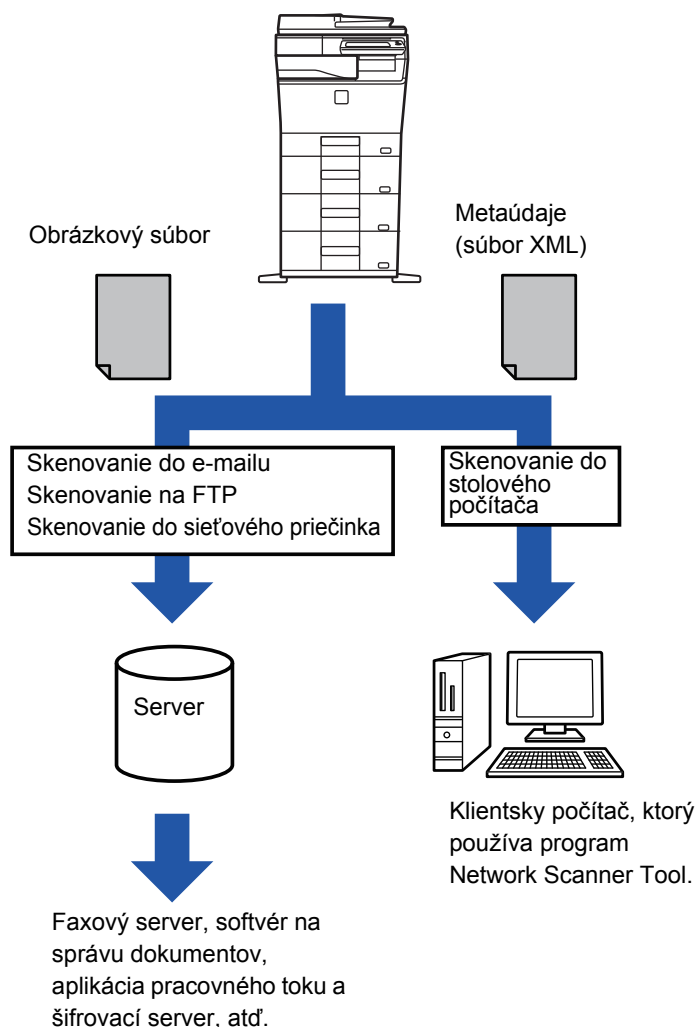 Obrázkový súbor
Metaúdaje
(súbor XML)
Skenovanie do e-mailu
Skenovanie na FTP
Skenovanie do sieťového priečinka
Skenovanie do
stolového
počítača
Server
Klientsky počítač, ktorý
používa program
Network Scanner Tool.
Faxový server, softvér na
správu dokumentov,
aplikácia pracovného toku a
šifrovací server, atď.